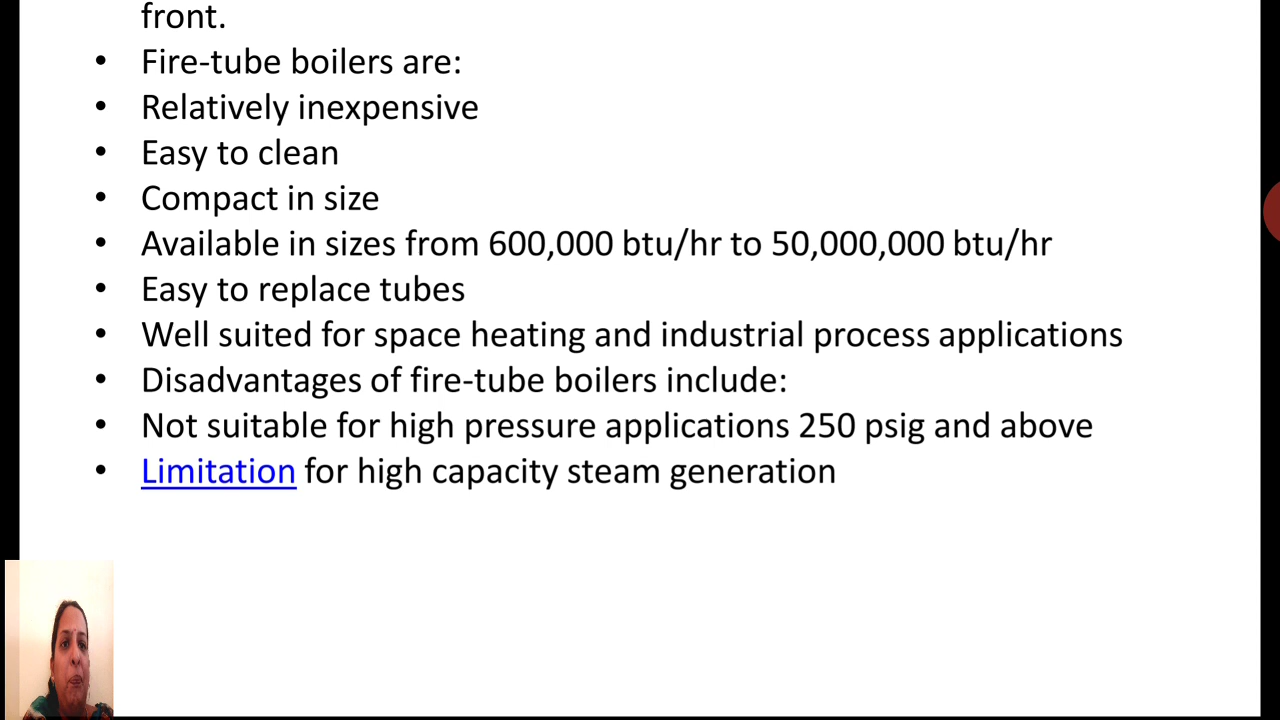 front.
• Fire-tube boilers are:
• Relatively inexpensive
• Easy to clean
• Compact in size
• Available in sizes from 600,000 btu/hr to 50,000,000 btu/hr
• Easy to replace tubes
• Well suited for space heating and industrial process applications
• Disadvantages of fire-tube boilers include:
• Not suitable for high pressure applications 250 psig and above
• Limitation for high capacity steam generation